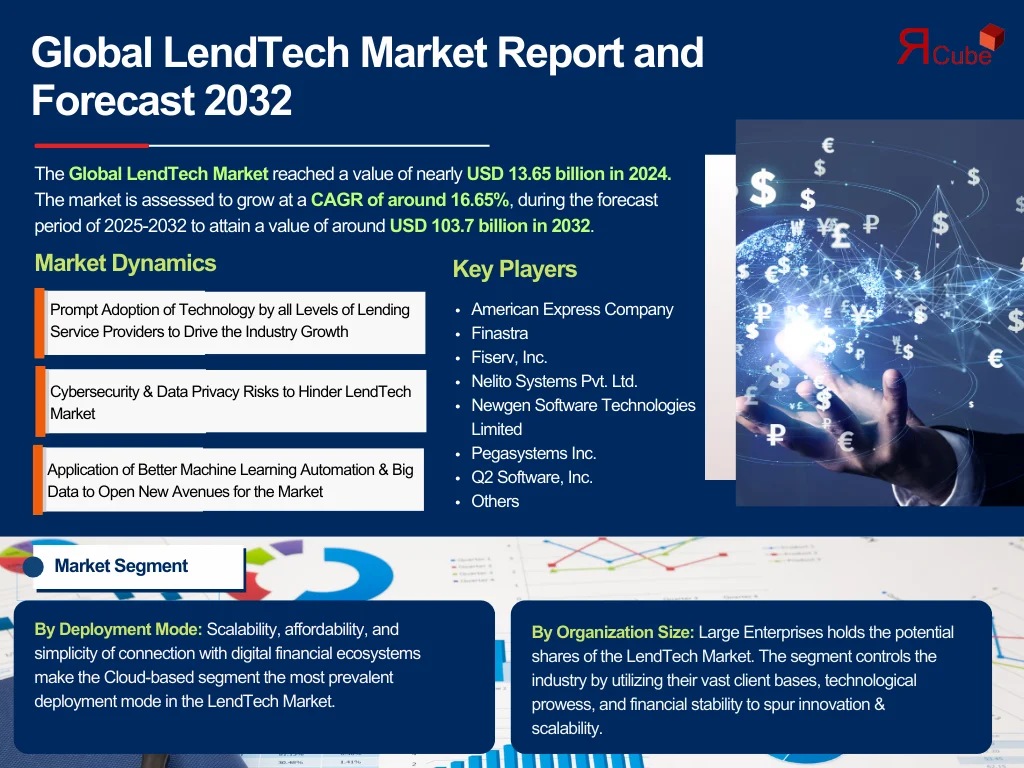 Global LendTech Market Report and
Forecast 2032
ЯCube
The Global LendTech Market reached a value of nearly USD 13.65 billion in 2024.
The market is assessed to grow at a CAGR of around 16.65%, during the forecast
period of 2025-2032 to attain a value of around USD 103.7 billion in 2032.
Market Dynamics
Prompt Adoption of Technology by all Levels of Lending
Service Providers to Drive the Industry Growth
Cybersecurity & Data Privacy Risks to Hinder LendTech
Market
Application of Better Machine Learning Automation & Big
Data to Open New Avenues for the Market
Key Players
• American Express Company
• Finastra
• Fiserv, Inc.
• Nelito Systems Pvt. Ltd.
• Newgen Software Technologies
Limited
• Pegasystems Inc.
• Q2 Software, Inc.
• Others
Market Segment
By Deployment Mode: Scalability, affordability, and
simplicity of connection with digital financial ecosystems
make the Cloud-based segment the most prevalent
deployment mode in the LendTech Market.
By Organization Size: Large Enterprises holds the potential
shares of the LendTech Market. The segment controls the
industry by utilizing their vast client bases, technological
prowess, and financial stability to spur innovation &
scalability.